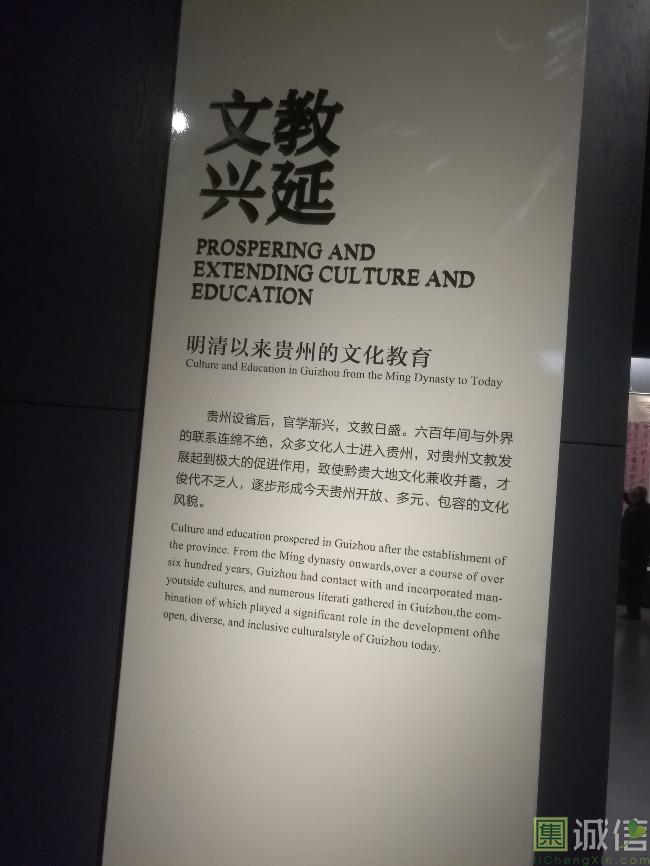 文教
兴延
PROSPERING AND
EXTENDING CULTURE AND
EDUCATION
明清以来贵州的文化教育
Culture and Education in Guizhou from the Ming Dynasty to Today
贵州设省后，官学渐兴，文教日盛。六百年间与外界
的联系连绵不绝，众多文化人士进入贵州，对贵州文教发
展起到极大的促进作用，致使黔贵大地文化兼收并蓄，才
俊代不乏人，逐步形成今天贵州开放、多元、包容的文化
风貌。
Culture and education prospered in Guizhou after the establishment of
the province. From the Ming dynasty onwards,over a course of over
six hundred years, Guizhou had contact with and incorporated man-
youtside cultures, and numerous literati gathered in Guizhou,the com-
bination of which played a significant role in the development ofthe
open, diverse, and inclusive culturalstyle of Guizhou today.
集 诚信
JiChengXin.com